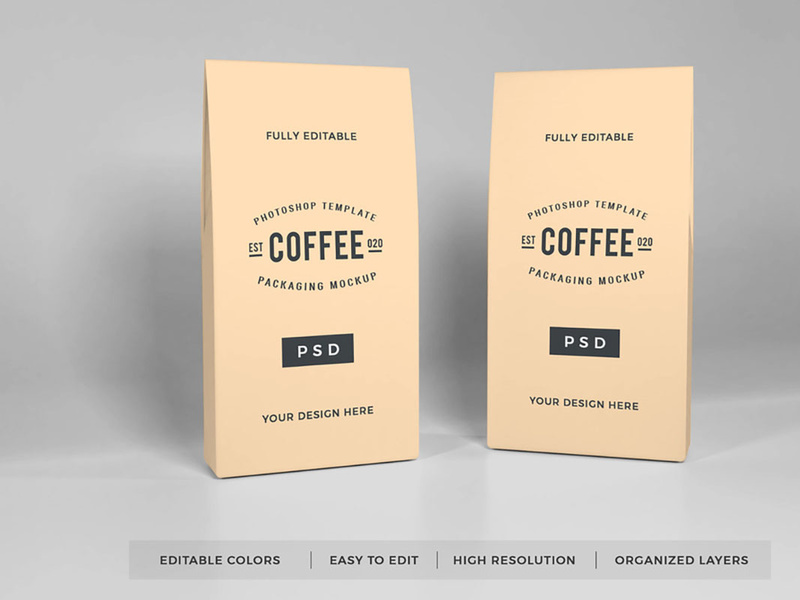 FULLY EDITABLE
PHOTOSHOP TEMPLATE
EST COFFEE 020
PACKAGING MOCKUP
PSD
YOUR DESIGN HERE
FULLY EDITABLE
PHOTOSHOP TEMPLATE
EST COFFEE 020
PACKAGING MOCKUP
PSD
YOUR DESIGN HERE
EDITABLE COLORS | EASY TO EDIT | HIGH RESOLUTION | ORGANIZED LAYERS